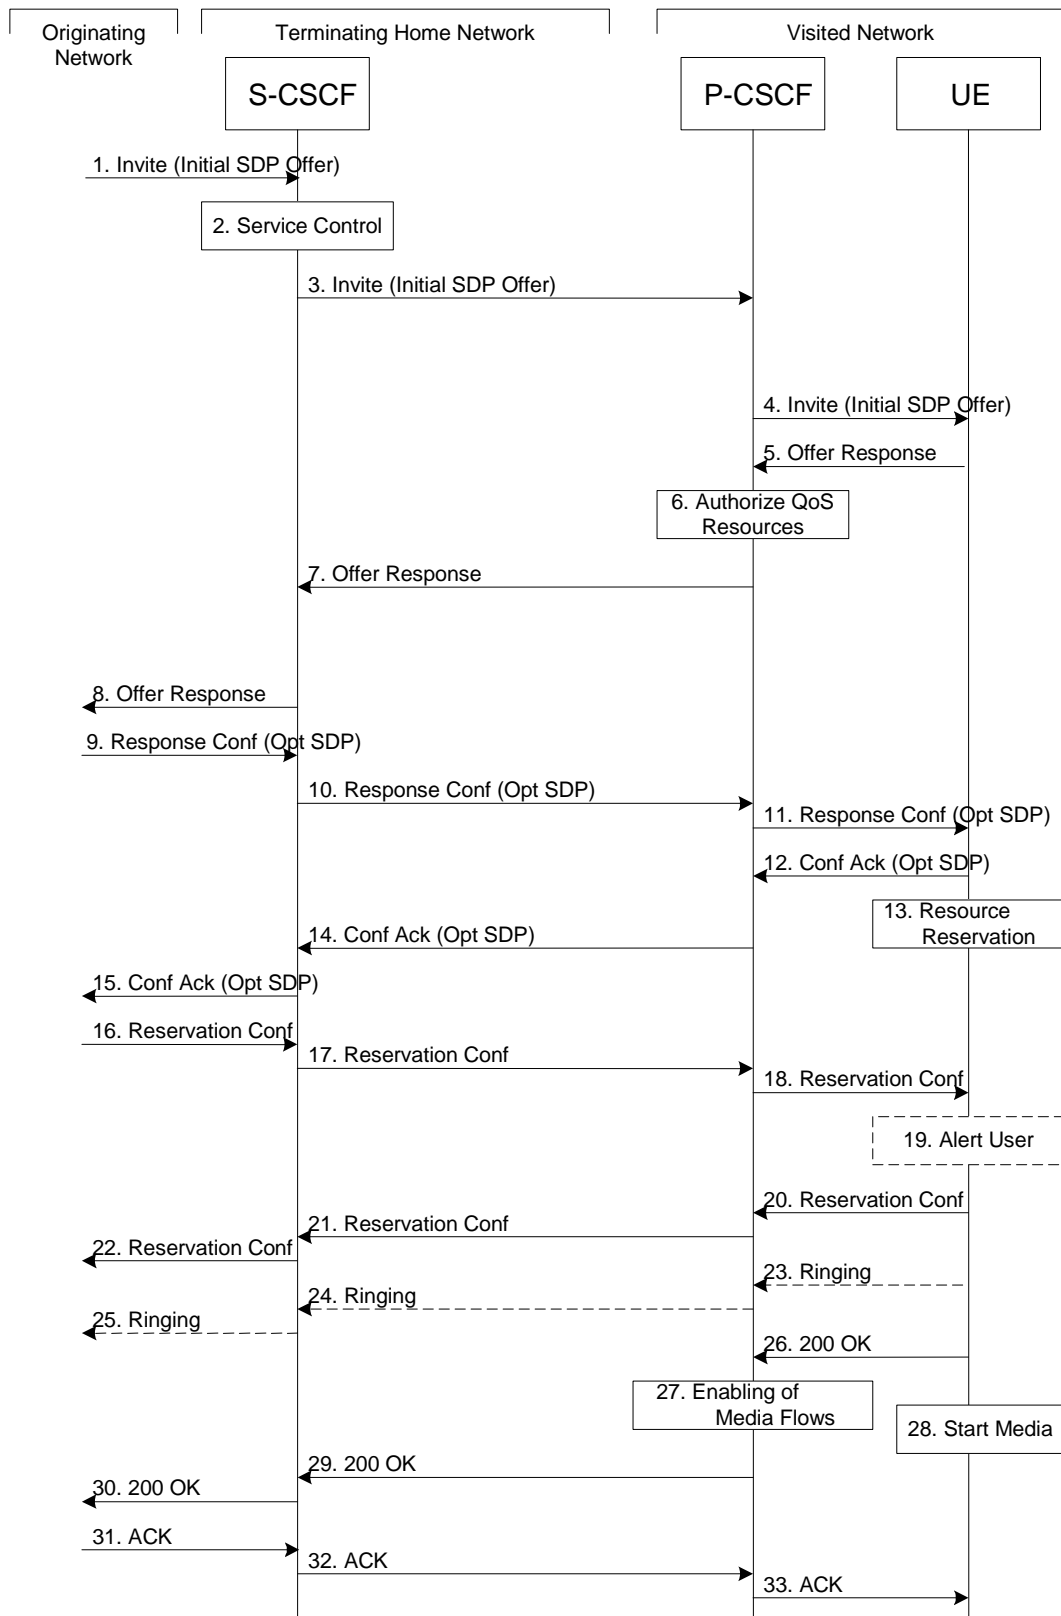 Originating
Network
Terminating Home Network
Visited Network
S-CSCF
P-CSCF
UE
1. Invite (Initial SDP Offer)
2. Service Control
3. Invite (Initial SDP Offer)
4. Invite (Initial SDP Offer)
5. Offer Response
6. Authorize QoS
Resources
7. Offer Response
8. Offer Response
9. Response Conf (Opt SDP)
10. Response Conf (Opt SDP)
11. Response Conf (Opt SDP)
12. Conf Ack (Opt SDP)
13. Resource
Reservation
14. Conf Ack (Opt SDP)
15. Conf Ack (Opt SDP)
16. Reservation Conf
17. Reservation Conf
18. Reservation Conf
19. Alert User
20. Reservation Conf
21. Reservation Conf
22. Reservation Conf
23. Ringing
24. Ringing
25. Ringing
26. 200 OK
27. Enabling of
Media Flows
28. Start Media
29. 200 OK
30. 200 OK
31. ACK
32. ACK
33. ACK